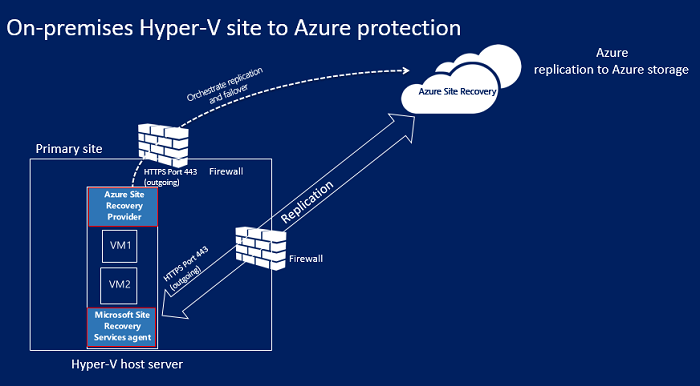 On-premises Hyper-V site to Azure protection
Azure
replication to Azure storage
Orchestrate replication
and failover
Azure Site Recovery
Primary site
HTTPS Port 443
(outgoing)
Firewall
Azure Site
Recovery
Provider
Replication
VM1
HTTPS Port 443
(outgoing)
Firewall
VM2
Microsoft Site
Recovery
Services agent
Hyper-V host server